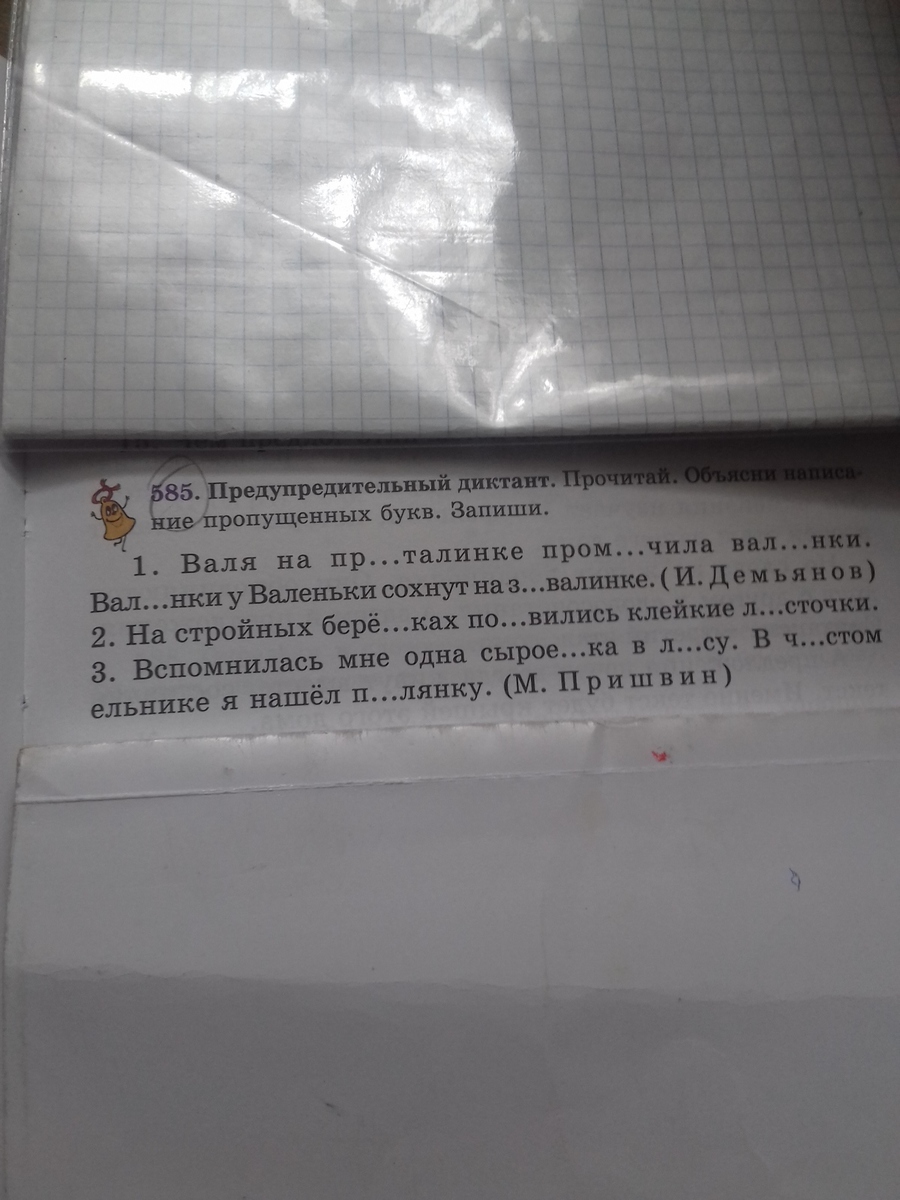 585. Предупредительный диктант. Прочитай. Объясни написа-
ние пропущенных букв. Запиши.
1. Валя на пр...талинке пром...чила вал...нки.
Вал...нки у Валеньки сохнут на з...валинке. (И. Демьянов)
2. На стройных берё...ках по...вились клейкие л...сточки.
3. Вспомнилась мне одна сырое...ка в л...су. В ч...стом
ельнике я нашёл п...лянку. (М. Пришвин)